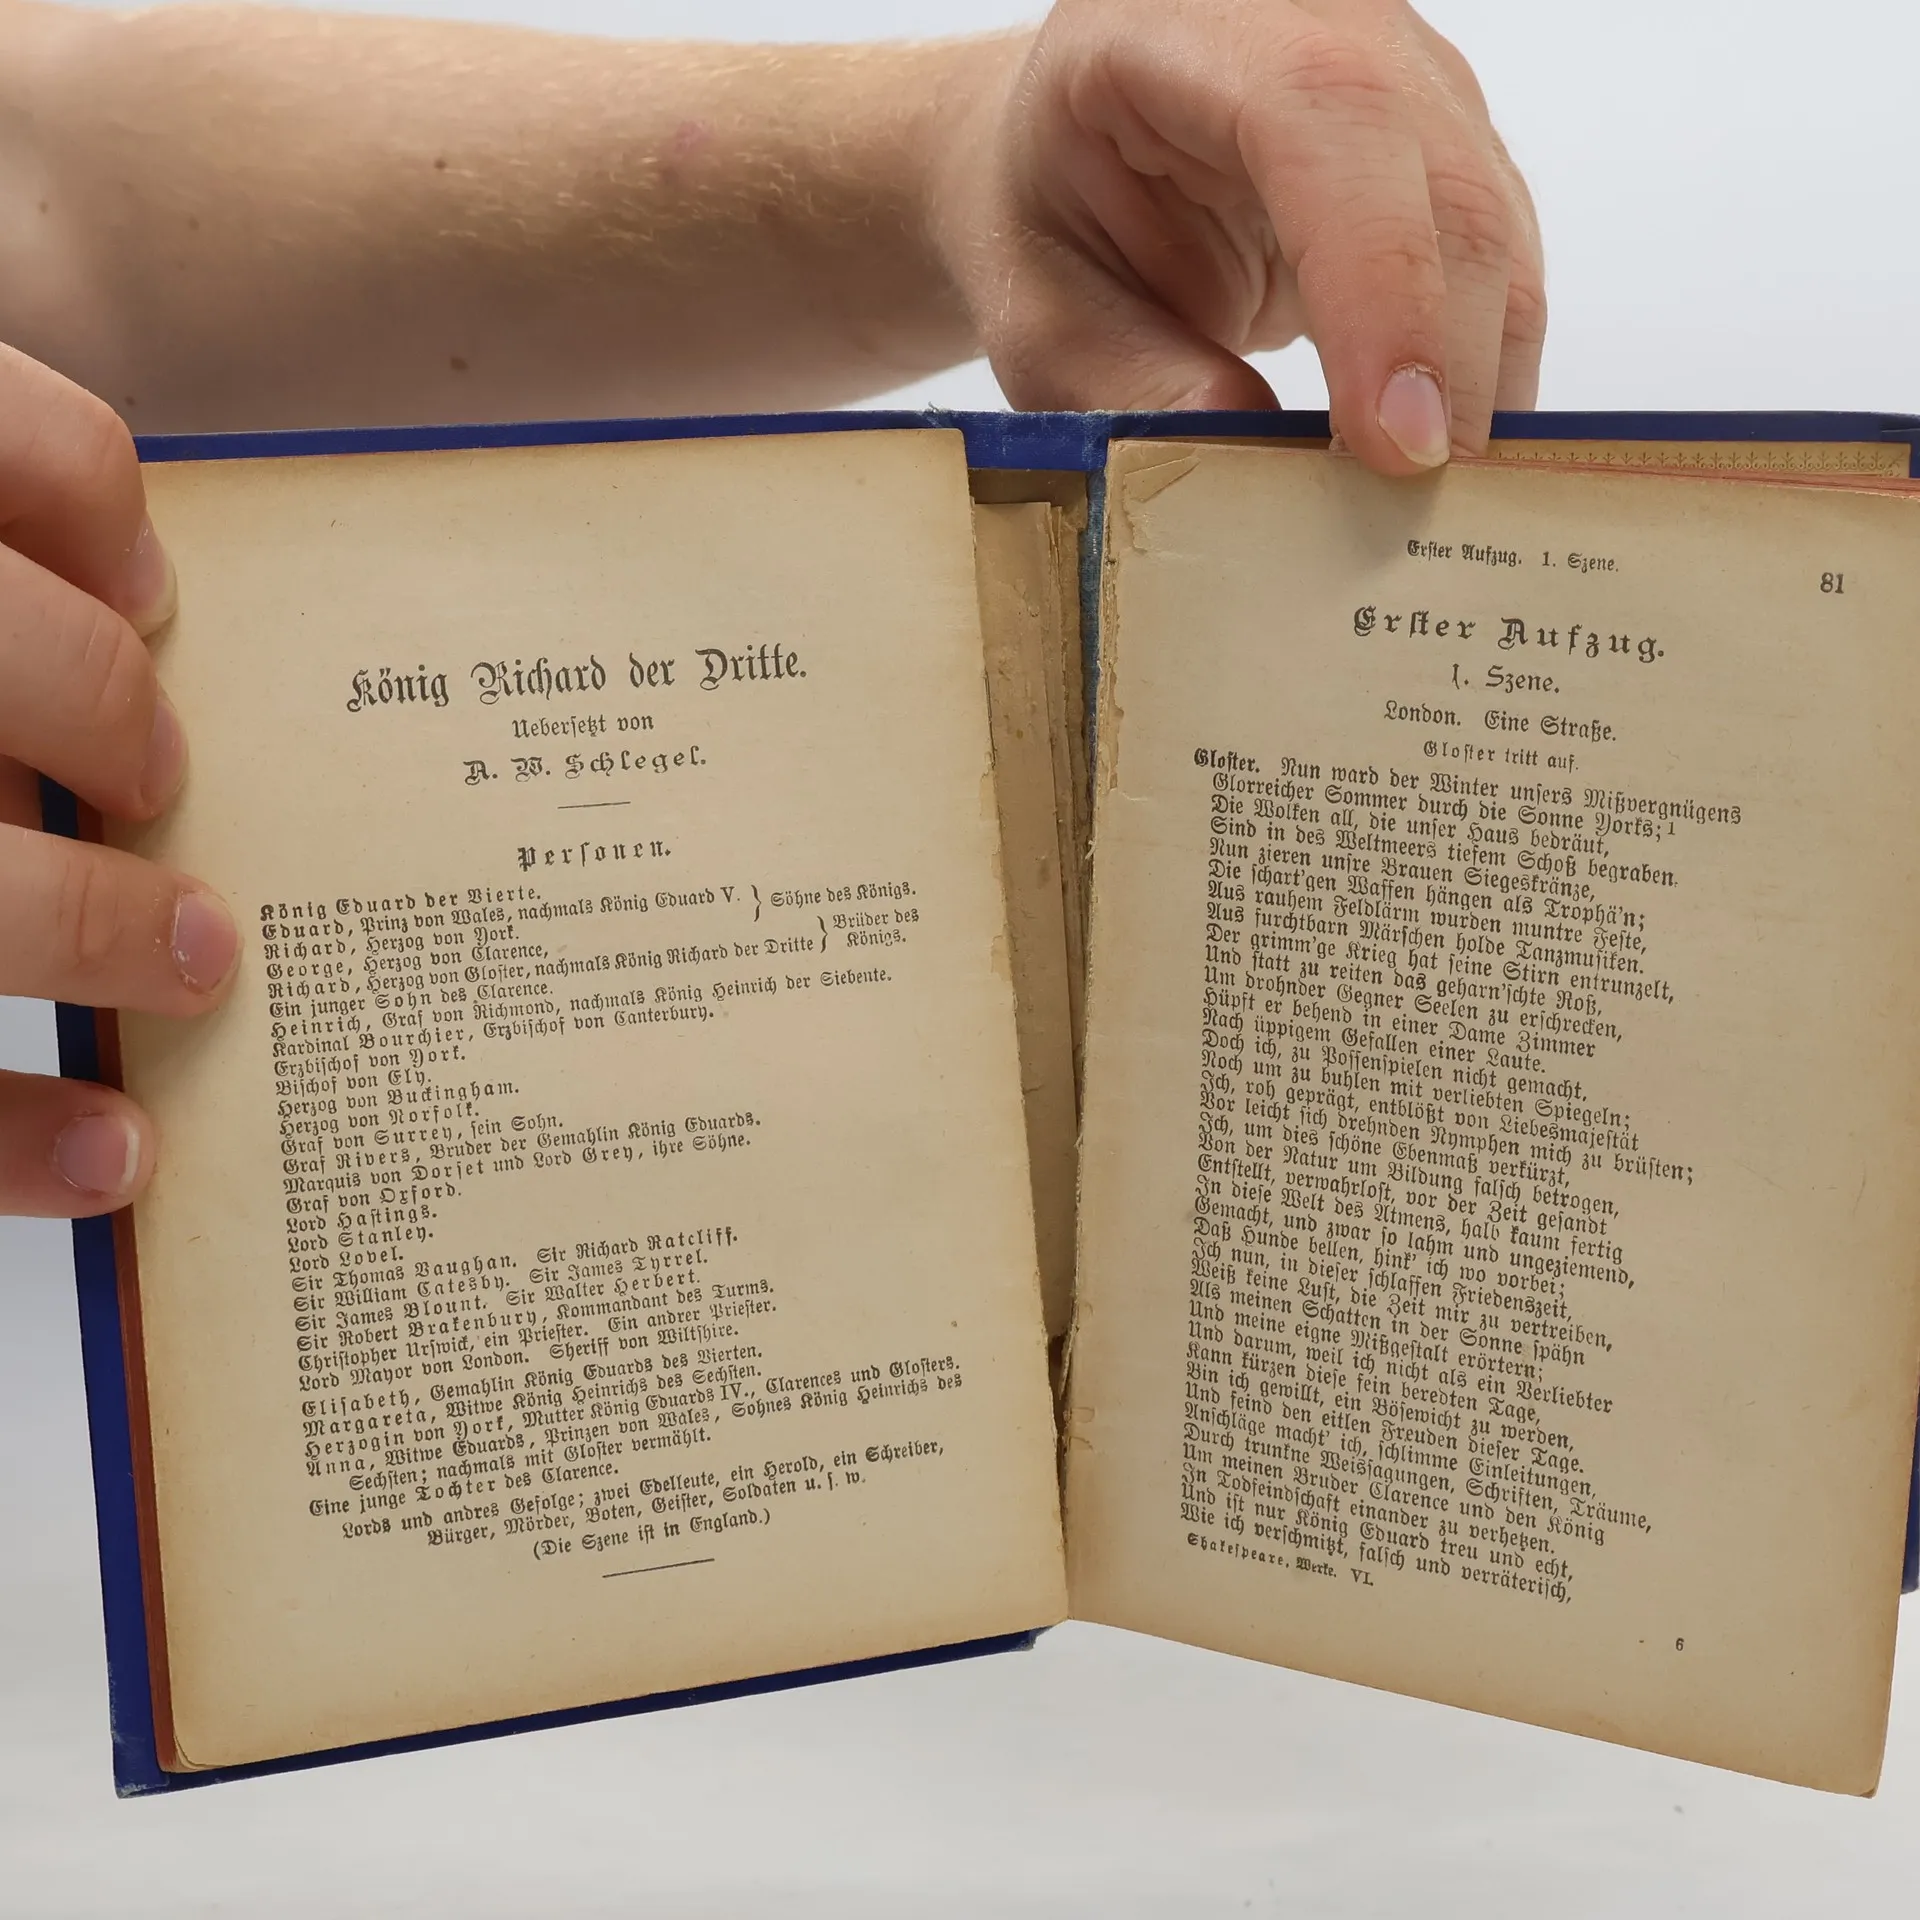 König Richard der Dritte.
Uebersetzt von
A. W. Schlegel.
Personen.
König Eduard der Vierte.
Eduard, Prinz von Wales, nachmals König Eduard V. } Söhne des Königs.
Richard, Herzog von York.
George, Herzog von Clarence, } Brüder des
Richard, Herzog von Gloster, nachmals König Richard der Dritte Königs.
Ein junger Sohn des Clarence.
Heinrich, Graf von Richmond, nachmals König Heinrich der Siebente.
Kardinal Bourchier, Erzbischof von Canterbury.
Erzbischof von York.
Bischof von Ely.
Herzog von Buckingham.
Herzog von Norfolk.
Graf von Surrey, sein Sohn.
Graf Rivers, Bruder der Gemahlin König Eduards.
Marquis von Dorset und Lord Grey, ihre Söhne.
Graf von Oxford.
Lord Hastings.
Lord Stanley.
Lord Lovel.
Sir Thomas Vaughan. Sir Richard Ratcliff.
Sir William Catesby. Sir James Tyrrel.
Sir James Blount. Sir Walter Herbert.
Sir Robert Brakenbury, Kommandant des Turms.
Christopher Urswick, ein Priester. Ein andrer Priester.
Lord Mayor von London. Sheriff von Wiltshire.
Elisabeth, Gemahlin König Eduards des Vierten.
Margareta, Witwe König Heinrichs des Sechsten.
Herzogin von York, Mutter König Eduards IV., Clarences und Glosters.
Anna, Witwe Eduards, Prinzen von Wales, Sohnes König Heinrichs des
Sechsten; nachmals mit Gloster vermählt.
Eine junge Tochter des Clarence.
Lords und andres Gefolge; zwei Edelleute, ein Herold, ein Schreiber,
Bürger, Mörder, Boten, Geister, Soldaten u. s. w.
(Die Szene ist in England.)
Erster Aufzug. 1. Szene. 81
Erster Aufzug.
1. Szene.
London. Eine Straße.
Gloster tritt auf.
Gloster. Nun ward der Winter unsers Mißvergnügens
Glorreicher Sommer durch die Sonne Yorks;¹
Die Wolken all, die unser Haus bedräut,
Sind in des Weltmeers tiefem Schoß begraben.
Nun zieren unsre Brauen Siegeskränze,
Die schart'gen Waffen hängen als Trophä'n;
Aus rauhem Feldlärm wurden muntre Feste,
Aus furchtbarn Märschen holde Tanzmusiken.
Der grimm'ge Krieg hat seine Stirn entrunzelt,
Und statt zu reiten das geharn'schte Roß,
Um drohnder Gegner Seelen zu erschrecken,
Hüpft er behend in einer Dame Zimmer
Nach üppigem Gefallen einer Laute.
Doch ich, zu Possenspielen nicht gemacht,
Noch um zu buhlen mit verliebten Spiegeln;
Ich, roh geprägt, entblößt von Liebesmajestät
Vor leicht sich drehnden Nymphen mich zu brüsten;
Ich, um dies schöne Ebenmaß verkürzt,
Von der Natur um Bildung falsch betrogen,
Entstellt, verwahrlost, vor der Zeit gesandt
In diese Welt des Atmens, halb kaum fertig
Gemacht, und zwar so lahm und ungeziemend,
Daß Hunde bellen, hink' ich wo vorbei;
Ich nun, in dieser schlaffen Friedenszeit,
Weiß keine Lust, die Zeit mir zu vertreiben,
Als meinen Schatten in der Sonne spähn
Und meine eigne Mißgestalt erörtern;
Und darum, weil ich nicht als ein Verliebter
Kann kürzen diese fein beredten Tage,
Bin ich gewillt, ein Bösewicht zu werden,
Und feind den eitlen Freuden dieser Tage.
Anschläge macht' ich, schlimme Einleitungen,
Durch trunkne Weissagungen, Schriften, Träume,
Um meinen Bruder Clarence und den König
In Todfeindschaft einander zu verhetzen.
Und ist nur König Eduard treu und echt,
Wie ich verschmitzt, falsch und verräterisch,
Shakespeare, Werke. VI.
6